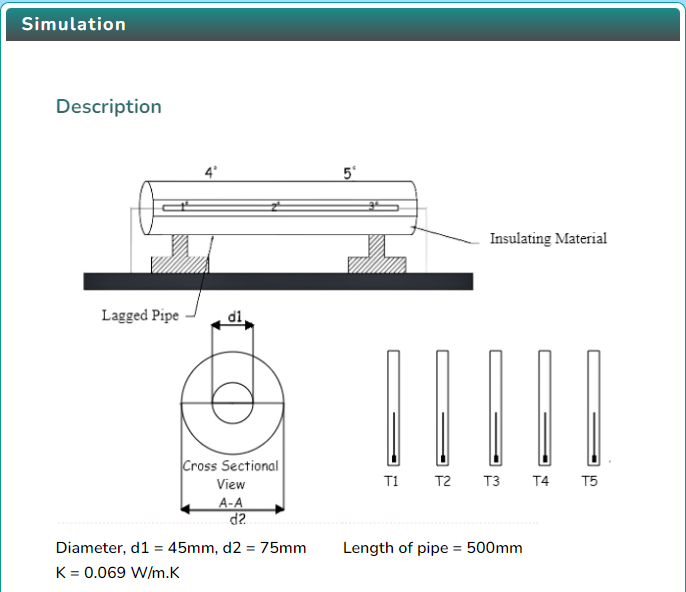 Simulation
Description
4' 5'
1' 2' 3'
Insulating Material
Lagged Pipe
d1
Cross Sectional
View
A-A
d2
T1 T2 T3 T4 T5
Diameter, d1 = 45mm, d2 = 75mm Length of pipe = 500mm
K = 0.069 W/m.K